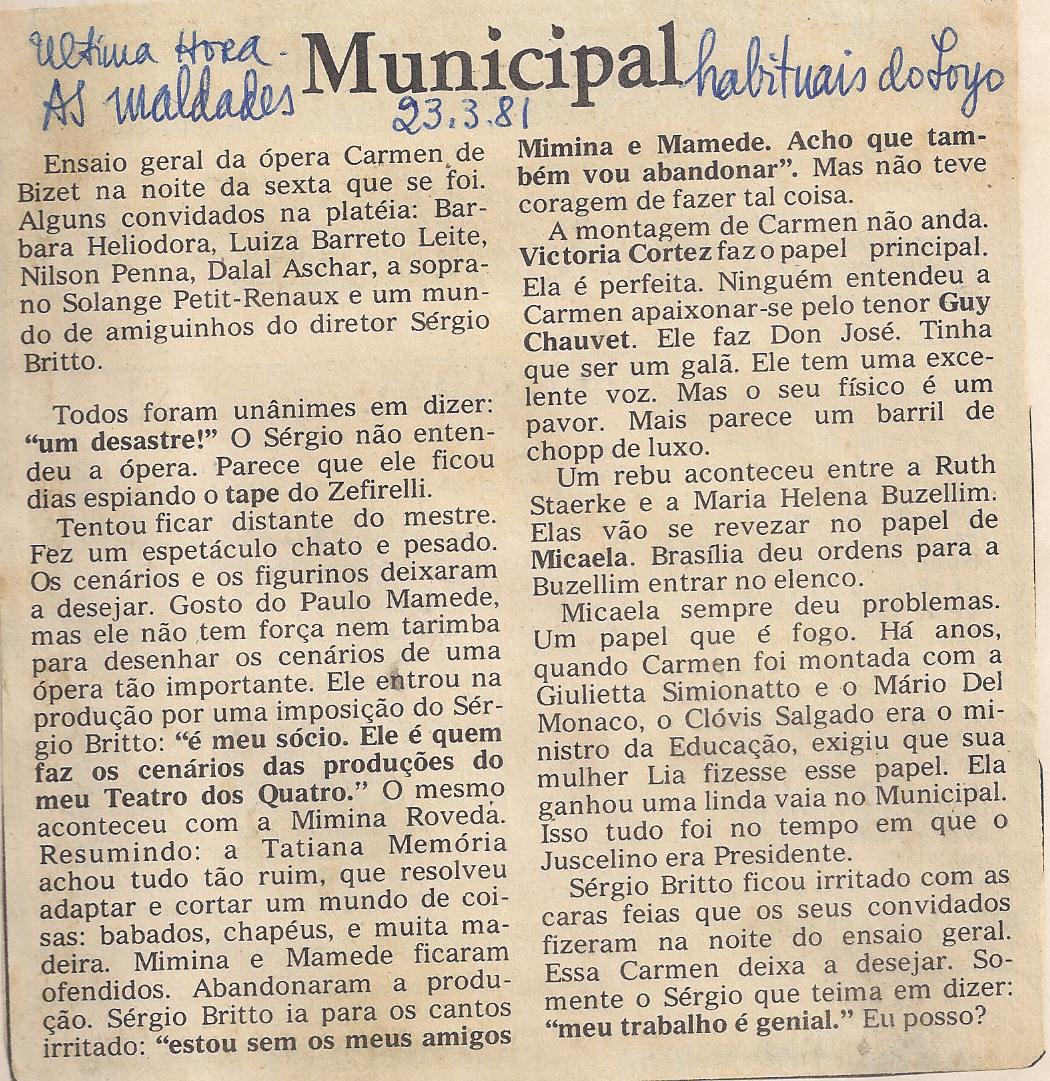 Ultima Hora -
As maldades
Municipal
habituais do Loyo
23.3.81
Ensaio geral da ópera Carmen de
Bizet na noite da sexta que se foi.
Alguns convidados na platéia: Bar-
bara Heliodora, Luiza Barreto Leite,
Nilson Penna, Dalal Aschar, a sopra-
no Solange Petit-Renaux e um mun-
do de amiguinhos do diretor Sérgio
Britto.
Todos foram unânimes em dizer:
“um desastre!” O Sérgio não enten-
deu a ópera. Parece que ele ficou
dias espiando o tape do Zefirelli.
Tentou ficar distante do mestre.
Fez um espetáculo chato e pesado.
Os cenários e os figurinos deixaram
a desejar. Gosto do Paulo Mamede,
mas ele não tem força nem tarimba
para desenhar os cenários de uma
ópera tão importante. Ele entrou na
produção por uma imposição do Sér-
gio Britto: “é meu sócio. Ele é quem
faz os cenários das produções do
meu Teatro dos Quatro.” O mesmo
aconteceu com a Mimina Roveda.
Resumindo: a Tatiana Memória
achou tudo tão ruim, que resolveu
adaptar e cortar um mundo de coi-
sas: babados, chapéus, e muita ma-
deira. Mimina e Mamede ficaram
ofendidos. Abandonaram a produ-
ção. Sérgio Britto ia para os cantos
irritado: “estou sem os meus amigos
Mimina e Mamede. Acho que tam-
bém vou abandonar”. Mas não teve
coragem de fazer tal coisa.
A montagem de Carmen não anda.
Victoria Cortez faz o papel principal.
Ela é perfeita. Ninguém entendeu a
Carmen apaixonar-se pelo tenor Guy
Chauvet. Ele faz Don José. Tinha
que ser um galã. Ele tem uma exce-
lente voz. Mas o seu físico é um
pavor. Mais parece um barril de
chopp de luxo.
Um rebu aconteceu entre a Ruth
Staerke e a Maria Helena Buzellim.
Elas vão se revezar no papel de
Micaela. Brasília deu ordens para a
Buzellim entrar no elenco.
Micaela sempre deu problemas.
Um papel que é fogo. Há anos,
quando Carmen foi montada com a
Giulietta Simionatto e o Mário Del
Monaco, o Clóvis Salgado era o mi-
nistro da Educação, exigiu que sua
mulher Lia fizesse esse papel. Ela
ganhou uma linda vaia no Municipal.
Isso tudo foi no tempo em que o
Juscelino era Presidente.
Sérgio Britto ficou irritado com as
caras feias que os seus convidados
fizeram na noite do ensaio geral.
Essa Carmen deixa a desejar. So-
mente o Sérgio que teima em dizer:
“meu trabalho é genial.” Eu posso?